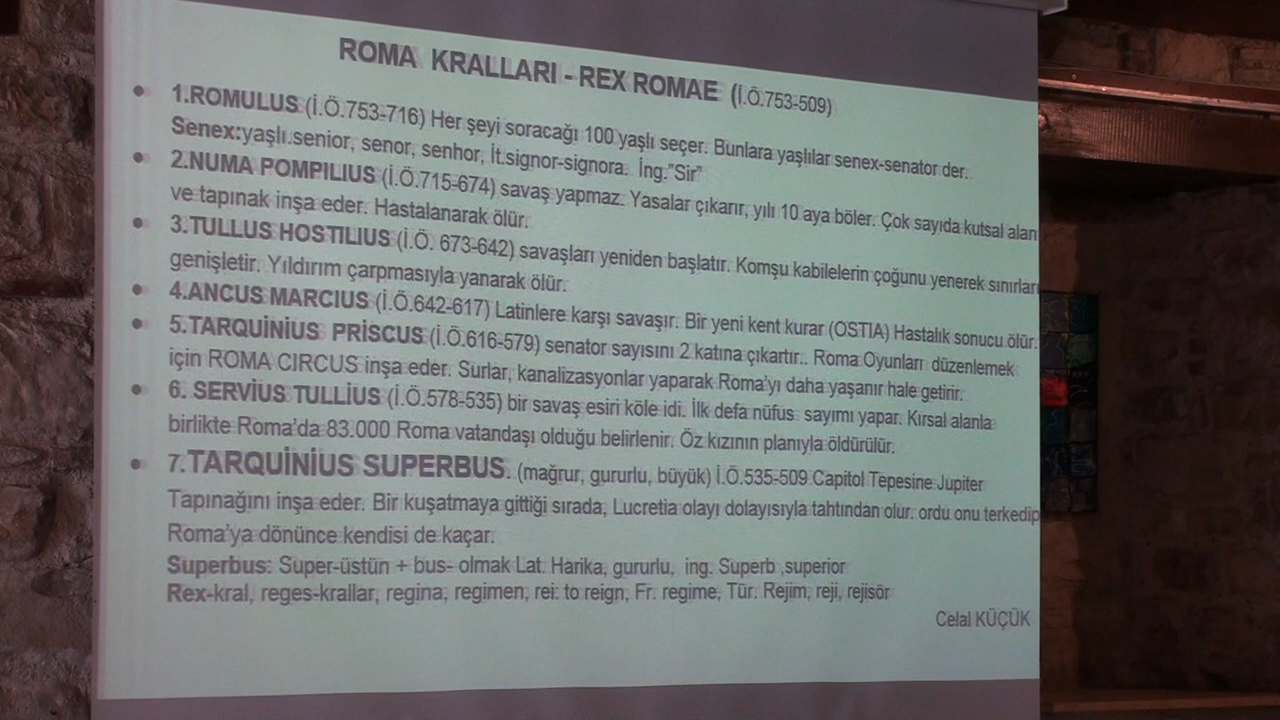 ROMA KRALLARI - REX ROMAE (İ.Ö.753-509)
• 1.ROMULUS (İ.Ö.753-716) Her şeyi soracağı 100 yaşlı seçer. Bunlara yaşlılar senex-senator der.
Senex:yaşlı.senior, senor, senhor, İt.signor-signora. İng."Sir"
• 2.NUMA POMPILIUS (İ.Ö.715-674) savaş yapmaz. Yasalar çıkarır, yılı 10 aya böler. Çok sayıda kutsal alan
ve tapınak inşa eder. Hastalanarak ölür.
• 3.TULLUS HOSTILIUS (İ.Ö. 673-642) savaşları yeniden başlatır. Komşu kabilelerin çoğunu yenerek sınırları
genişletir. Yıldırım çarpmasıyla yanarak ölür.
• 4.ANCUS MARCIUS (İ.Ö.642-617) Latinlere karşı savaşır. Bir yeni kent kurar (OSTIA) Hastalık sonucu ölür.
• 5.TARQUİNİUS PRİSCUS (İ.Ö.616-579) senator sayısını 2 katına çıkartır.. Roma Oyunları düzenlemek
için ROMA CIRCUS inşa eder. Surlar, kanalizasyonlar yaparak Roma'yı daha yaşanır hale getirir.
• 6. SERVİUS TULLİUS (İ.Ö.578-535) bir savaş esiri köle idi. İlk defa nüfus sayımı yapar. Kırsal alanla
birlikte Roma'da 83.000 Roma vatandaşı olduğu belirlenir. Öz kızının planıyla öldürülür.
• 7.TARQUİNİUS SUPERBUS. (mağrur, gururlu, büyük) İ.Ö.535-509 Capitol Tepesine Jupiter
Tapınağını inşa eder. Bir kuşatmaya gittiği sırada, Lucretia olayı dolayısıyla tahtından olur. ordu onu terkedip
Roma'ya dönünce kendisi de kaçar.
Superbus: Super-üstün + bus- olmak Lat. Harika, gururlu, ing. Superb ,superior
Rex-kral, reges-krallar, regina, regimen, rei: to reign, Fr. regime, Tür. Rejim, reji, rejisör
Celal KÜÇÜK